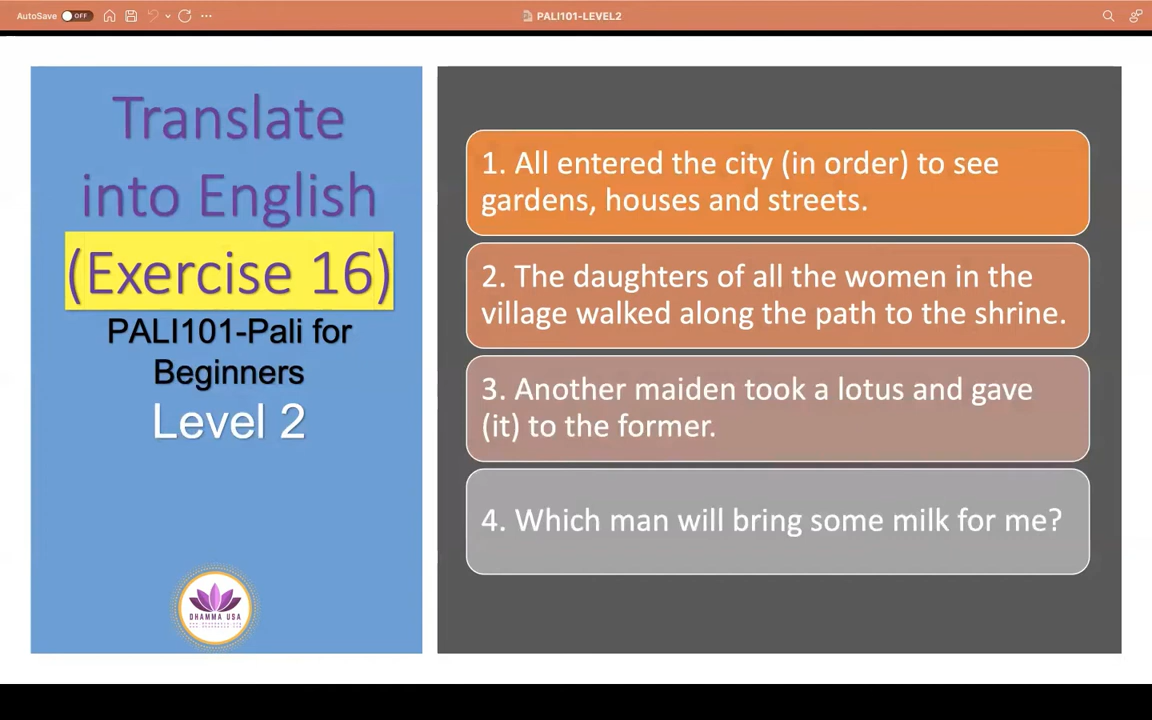 AutoSave OFF
PALI101-LEVEL2
Translate
into English
(Exercise 16)
PALI101-Pali for
Beginners
Level 2
DHAMMA USA
1. All entered the city (in order) to see
gardens, houses and streets.
2. The daughters of all the women in the
village walked along the path to the shrine.
3. Another maiden took a lotus and gave
(it) to the former.
4. Which man will bring some milk for me?